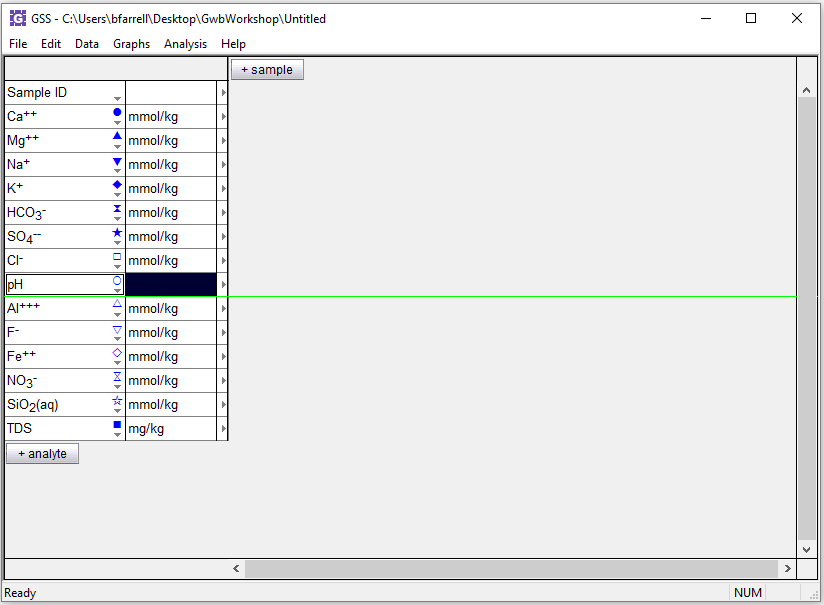 GSS - C:\Users\bfarrell\Desktop\GwbWorkshop\Untitled
File Edit Data Graphs Analysis Help
+ sample
Sample ID
Ca++ mmol/kg
Mg++ mmol/kg
Na+ mmol/kg
K+ mmol/kg
HCO3- mmol/kg
SO4-- mmol/kg
Cl- mmol/kg
pH
Al+++ mmol/kg
F- mmol/kg
Fe++ mmol/kg
NO3- mmol/kg
SiO2(aq) mmol/kg
TDS mg/kg
+ analyte
Ready NUM